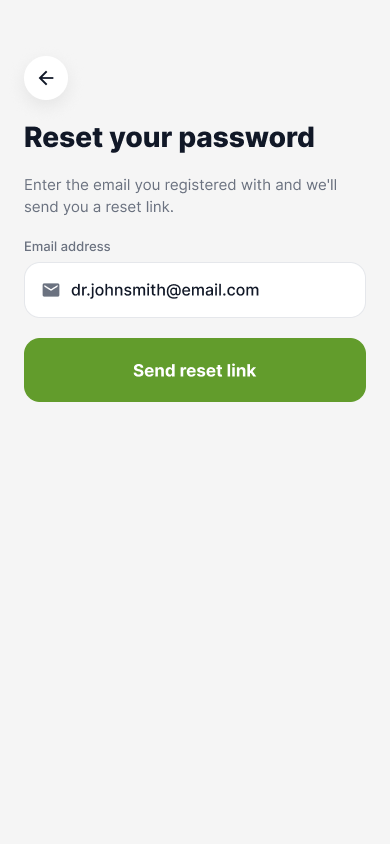 Reset your password
Enter the email you registered with and we'll
send you a reset link.
Email address
dr.johnsmith@email.com
Send reset link